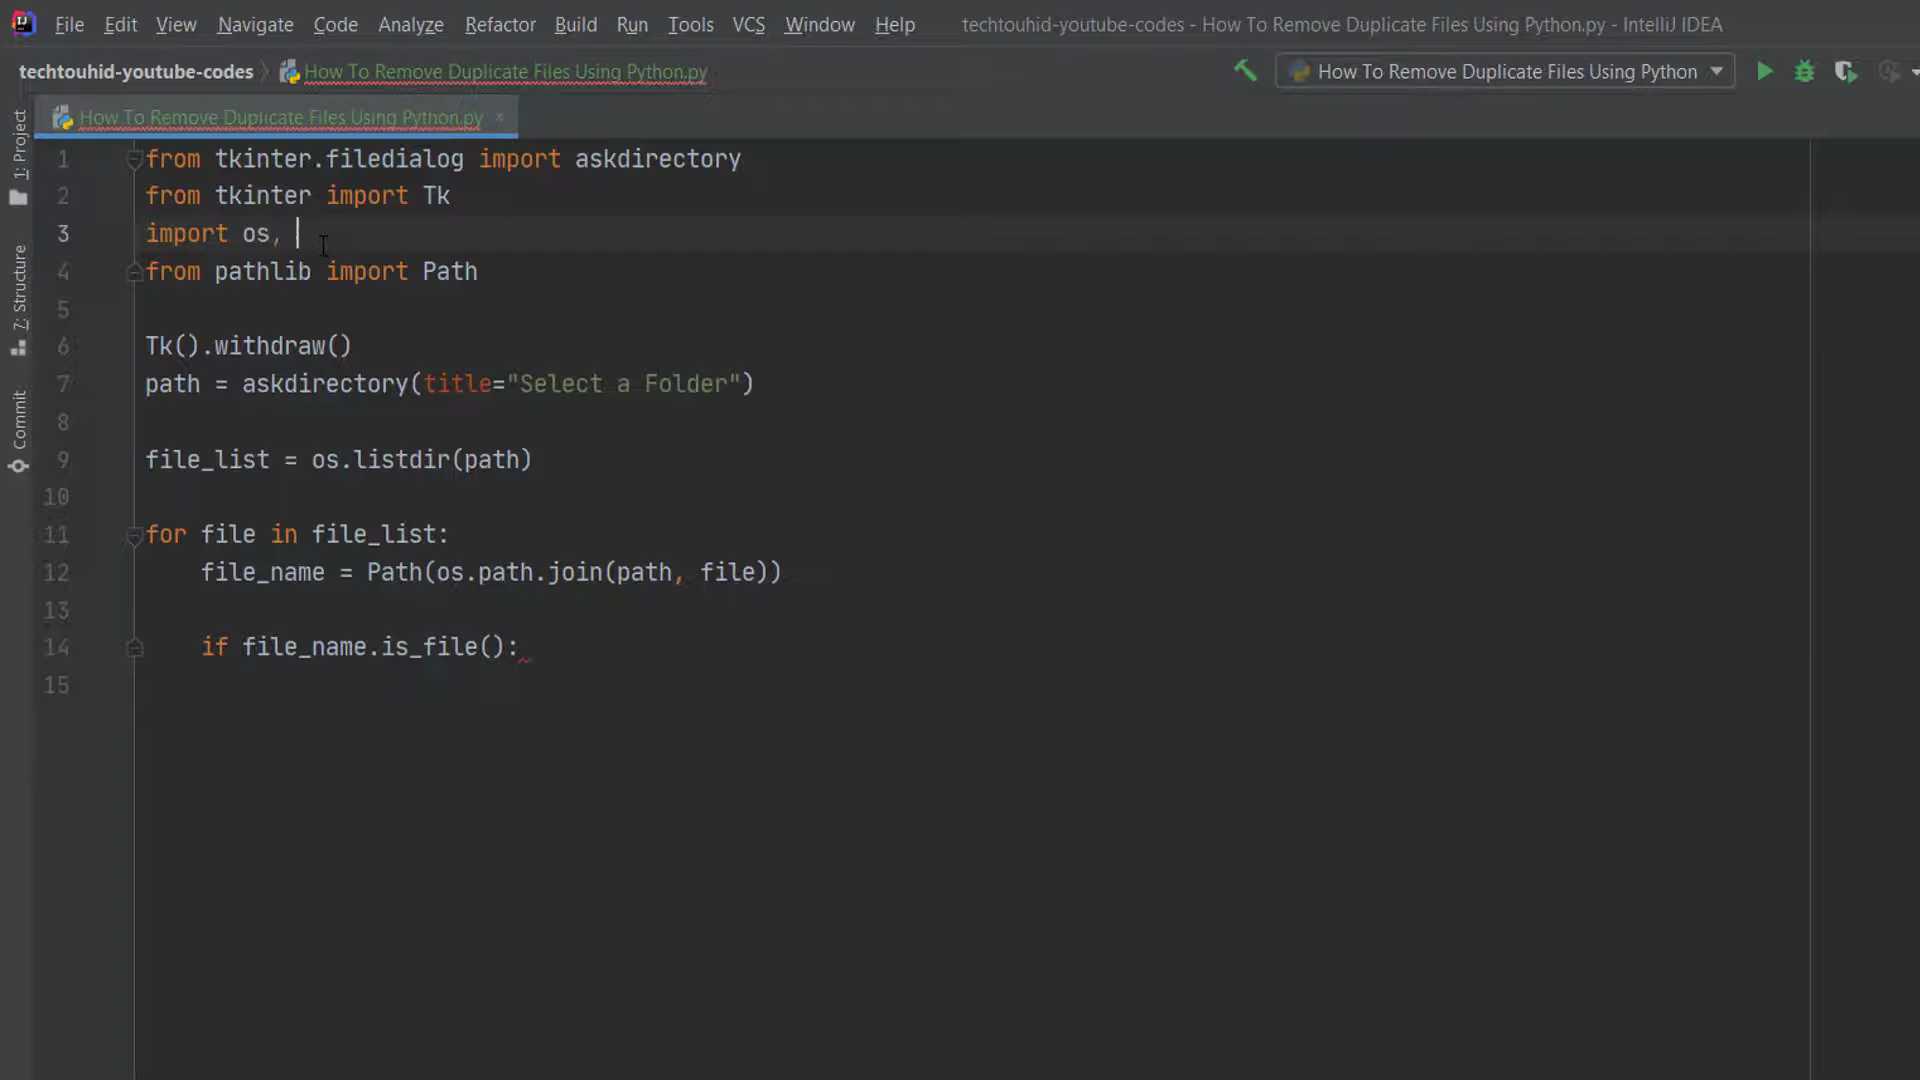 File Edit View Navigate Code Analyze Refactor Build Run Tools VCS Window Help techtouhid-youtube-codes - How To Remove Duplicate Files Using Python.py - IntelliJ IDEA
techtouhid-youtube-codes How To Remove Duplicate Files Using Python.py How To Remove Duplicate Files Using Python
How To Remove Duplicate Files Using Python.py
1: Project
7: Structure
Commit
1 from tkinter.filedialog import askdirectory
2 from tkinter import Tk
3 import os,
4 from pathlib import Path
5
6 Tk().withdraw()
7 path = askdirectory(title="Select a Folder")
8
9 file_list = os.listdir(path)
10
11 for file in file_list:
12     file_name = Path(os.path.join(path, file))
13
14     if file_name.is_file():
15